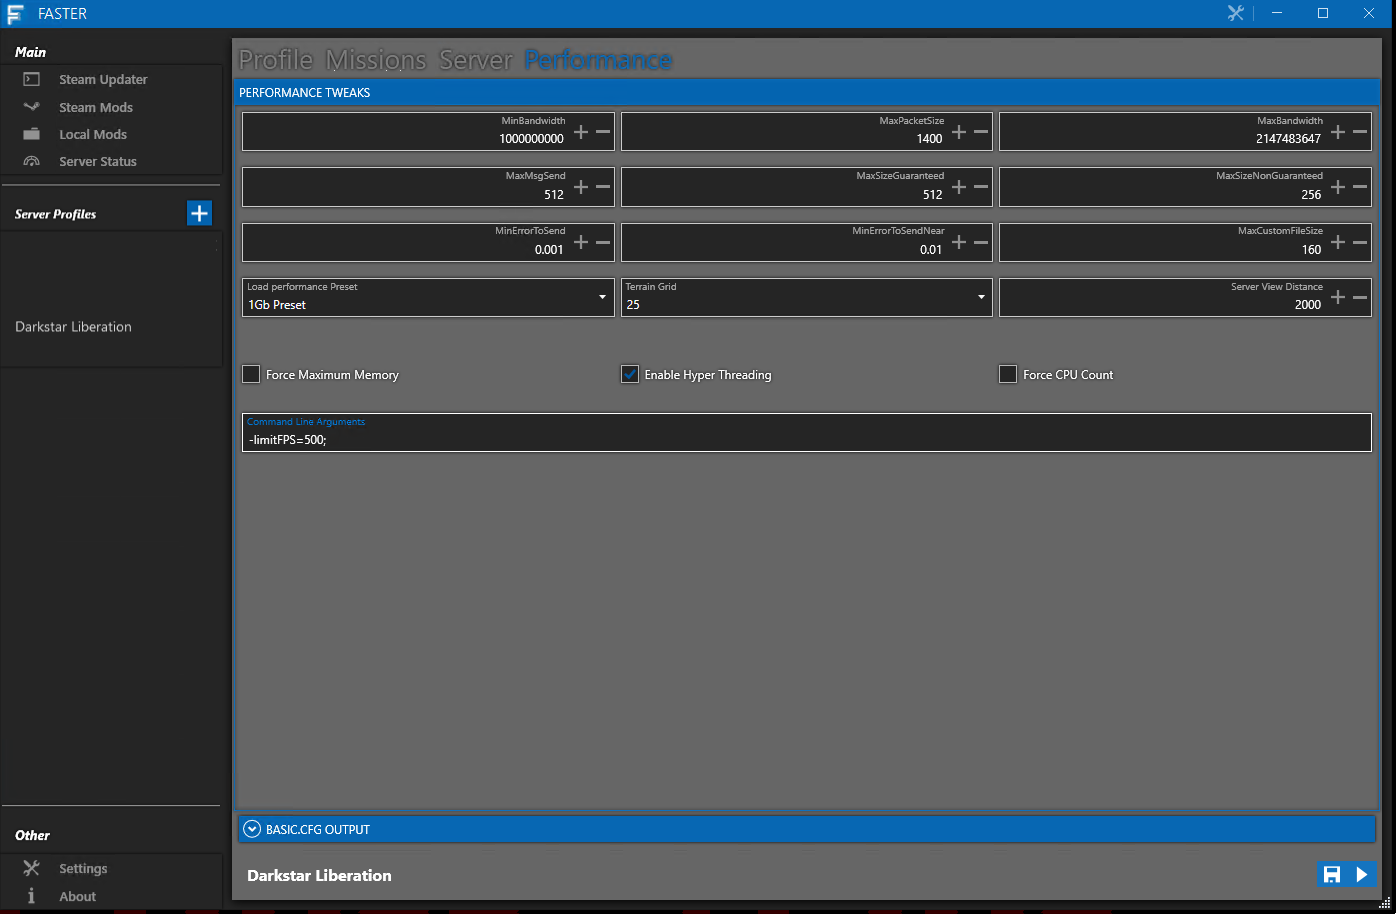 FASTER
Main
Steam Updater
Steam Mods
Local Mods
Server Status
Server Profiles
Darkstar Liberation
Other
Settings
About
Profile Missions Server Performance
PERFORMANCE TWEAKS
MinBandwidth
1000000000
MaxPacketSize
1400
MaxBandwidth
2147483647
MaxMsgSend
512
MaxSizeGuaranteed
512
MaxSizeNonGuaranteed
256
MinErrorToSend
0.001
MinErrorToSendNear
0.01
MaxCustomFileSize
160
Load performance Preset
1Gb Preset
Terrain Grid
25
Server View Distance
2000
Force Maximum Memory
Enable Hyper Threading
Force CPU Count
Command Line Arguments
-limitFPS=500;
BASIC.CFG OUTPUT
Darkstar Liberation